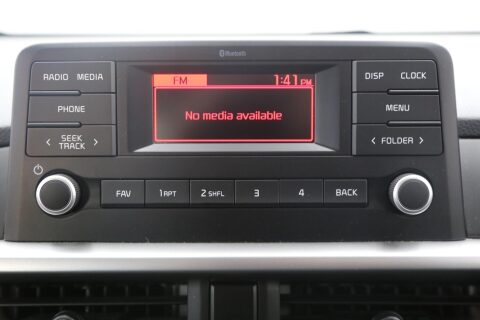 Bluetooth
RADIO MEDIA
FM 1:41 PM
DISP CLOCK
PHONE
No media available
MENU
< SEEK TRACK >
< FOLDER >
FAV 1 RPT 2 SHFL 3 4 BACK